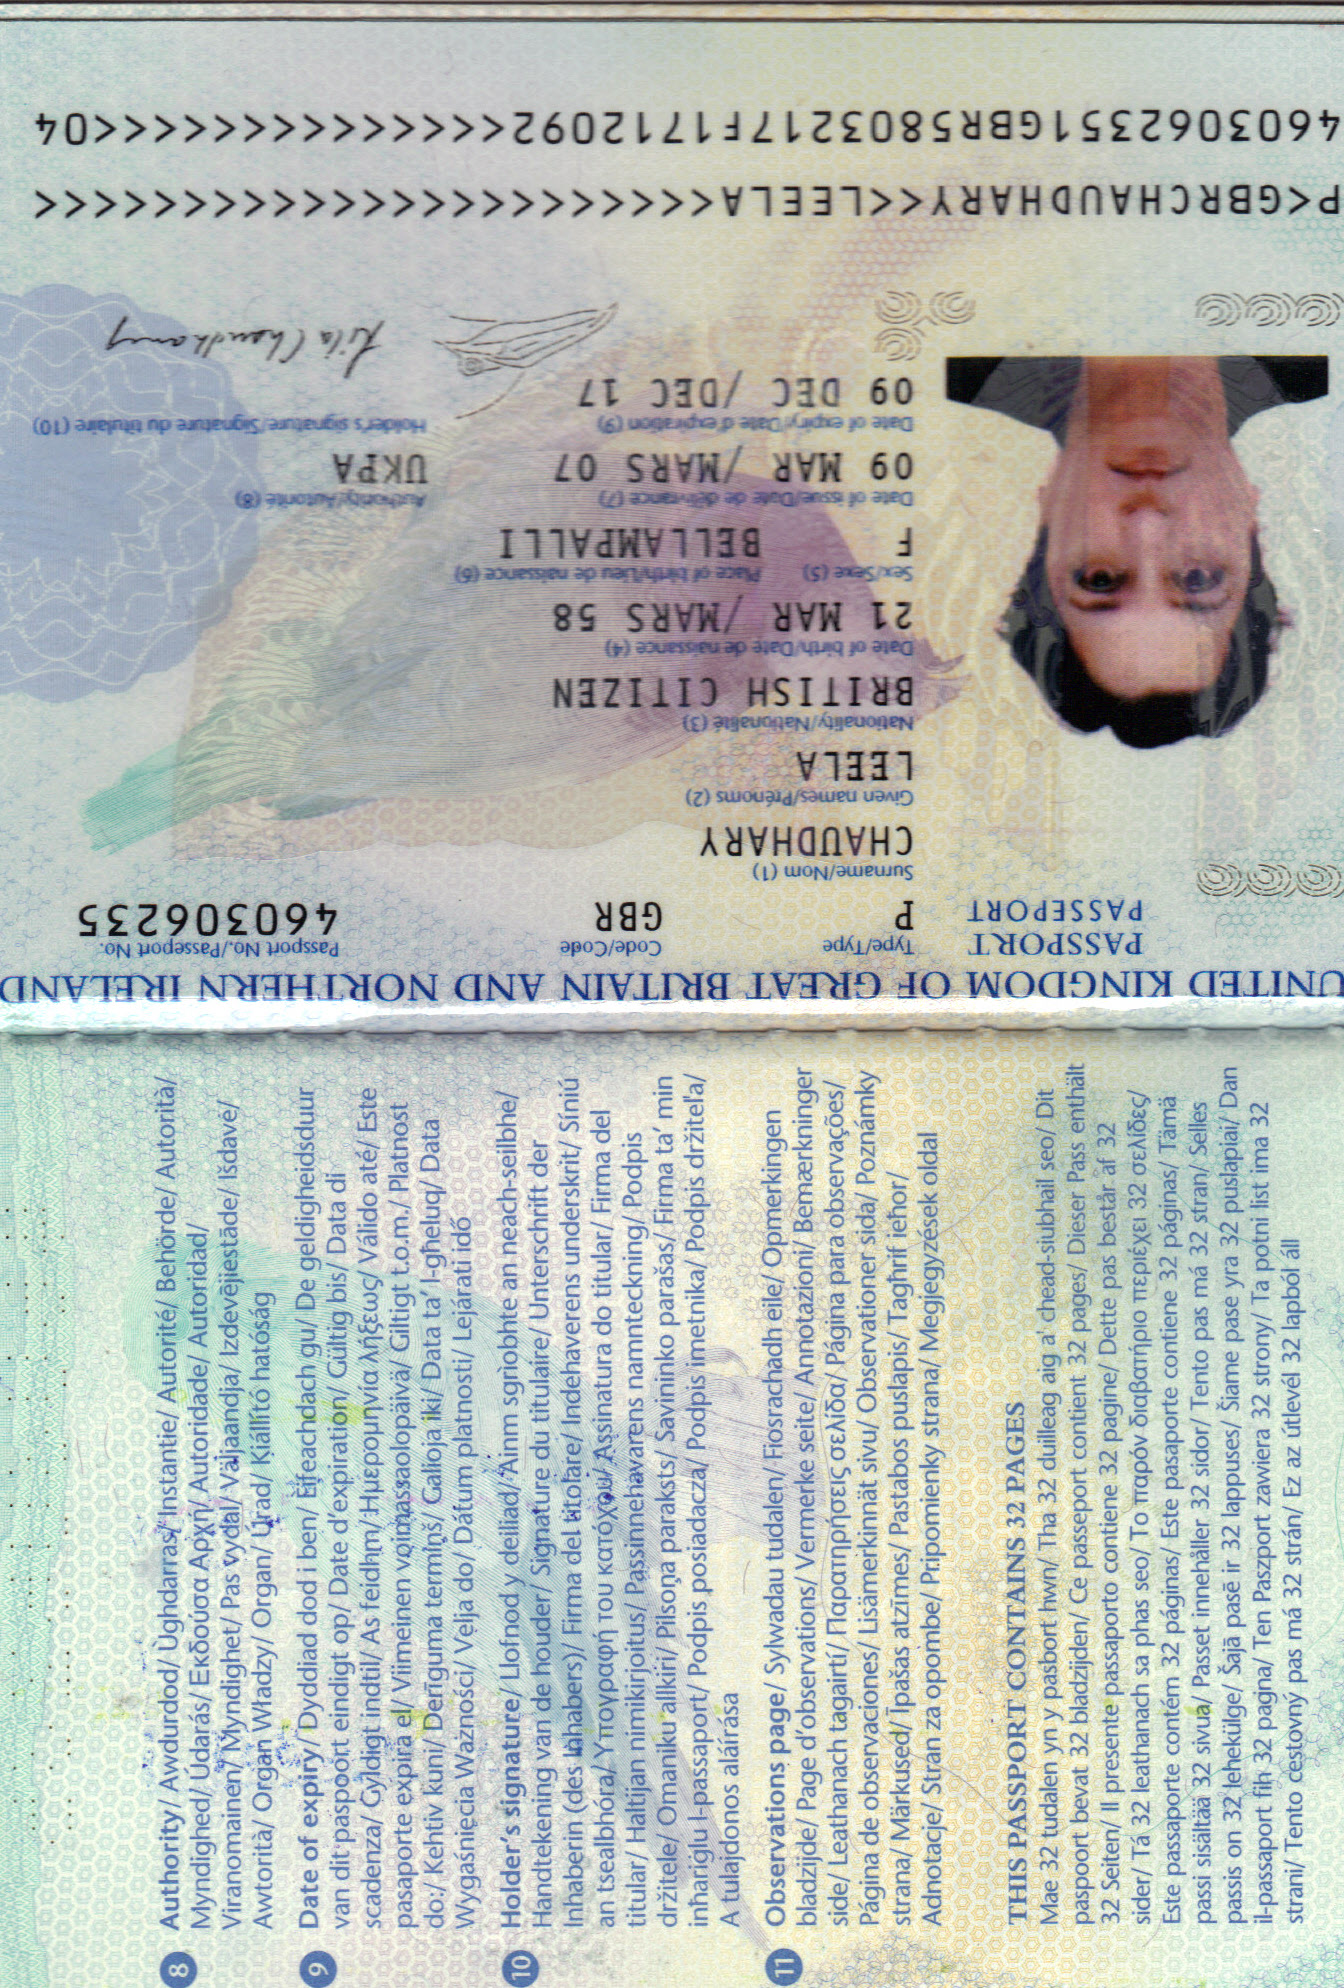 UNITED KINGDOM OF GREAT BRITAIN AND NORTHERN IRELAND
PASSPORT
PASSEPORT
Type/Type Code/Code Passport No./Passeport No.
P GBR 460306235
Surname/Nom (1)
CHAUDHARY
Given names/Prénoms (2)
LEELA
Nationality/Nationalité (3)
BRITISH CITIZEN
Date of birth/Date de naissance (4)
21 MAR /MARS 58
Sex/Sexe (5) Place of birth/Lieu de naissance (6)
F BELLAMPALLI
Date of issue/Date de délivrance (7) Authority/Autorité (8)
09 MAR /MARS 07 UKPA
Date of expiry/Date d'expiration (9) Holder's signature/Signature du titulaire (10)
09 DEC /DEC 17
Chaudhary
P<GBRCHAUDHARY<<LEELA<<<<<<<<<<<<<<<<<<<<<<<
4603062351GBR5803217F1712092<<<<<<<<<<<<<<04
8 Authority/ Awdurdod/ Ùghdarras/ Instantie/ Autorité/ Behörde/ Autorità/
Myndighed/ Údarás/ Εκδούσα Αρχή/ Autoridade/ Autoridad/
Viranomainen/ Myndighet/ Pas vydal/ Väljaandja/ Izdevējiestāde/ Išdavė/
Awtorità/ Organ Władzy/ Organ/ Úrad/ Kiállító hatóság
9 Date of expiry/ Dyddiad dod i ben/ Èifeachdach gu/ De geldigheidsduur
van dit paspoort eindigt op/ Date d'expiration/ Gültig bis/ Data di
scadenza/ Gyldigt indtil/ As feidhm/ Ημερομηνία λήξεως/ Válido até/ Este
pasaporte expira el/ Viimeinen voimassaolopäivä/ Giltigt t.o.m./ Platnost
do:/ Kehtiv kuni/ Derīguma termiņš/ Galioja iki/ Data ta' l-għeluq/ Data
Wygaśnięcia Ważności/ Velja do/ Dátum platnosti/ Lejárati idő
10 Holder's signature/ Llofnod y deiliad/ Ainm sgrìobhte an neach-seilbhe/
Handtekening van de houder/ Signature du titulaire/ Unterschrift der
Inhaberin (des Inhabers)/ Firma del titolare/ Indehaverens underskrit/ Síniú
an tsealbhóra/ Υπογραφή του κατόχου/ Assinatura do titular/ Firma del
titular/ Haltijan nimikirjoitus/ Passinnehavarens namnteckning/ Podpis
držitele/ Omaniku allkiri/ Pilsoņa paraksts/ Savininko parašas/ Firma ta' min
inħariġlu l-passaport/ Podpis posiadacza/ Podpis imetnika/ Podpis držiteľa/
A tulajdonos aláírása
11 Observations page/ Sylwadau tudalen/ Fiosrachadh eile/ Opmerkingen
bladzijde/ Page d'observations/ Vermerke seite/ Annotazioni/ Bemærkninger
side/ Leathanach tagairtí/ Παρατηρήσεις σελίδα/ Página para observações/
Página de observaciones/ Lisämerkinnät sivu/ Observationer sida/ Poznámky
strana/ Märkused/ Īpašas atzīmes/ Pastabos puslapis/ Tagħrif ieħor/
Adnotacje/ Stran za opombe/ Pripomienky strana/ Megjegyzések oldal
THIS PASSPORT CONTAINS 32 PAGES
Mae 32 tudalen yn y pasbort hwn/ Tha 32 duilleag aig a' chead-siubhail seo/ Dit
paspoort bevat 32 bladzijden/ Ce passeport contient 32 pages/ Dieser Pass enthält
32 Seiten/ Il presente passaporto contiene 32 pagine/ Dette pas består af 32
sider/ Tá 32 leathanach sa phas seo/ Το παρόν διαβατήριο περιέχει 32 σελίδες/
Este passaporte contém 32 páginas/ Este pasaporte contiene 32 páginas/ Tämä
passi sisältää 32 sivua/ Passet innehåller 32 sidor/ Tento pas má 32 stran/ Selles
passis on 32 lehekülge/ Šajā pasē ir 32 lappuses/ Šiame pase yra 32 puslapiai/ Dan
il-passaport fih 32 paġna/ Ten Paszport zawiera 32 strony/ Ta potni list ima 32
strani/ Tento cestovný pas má 32 strán/ Ez az útlevél 32 lapból áll